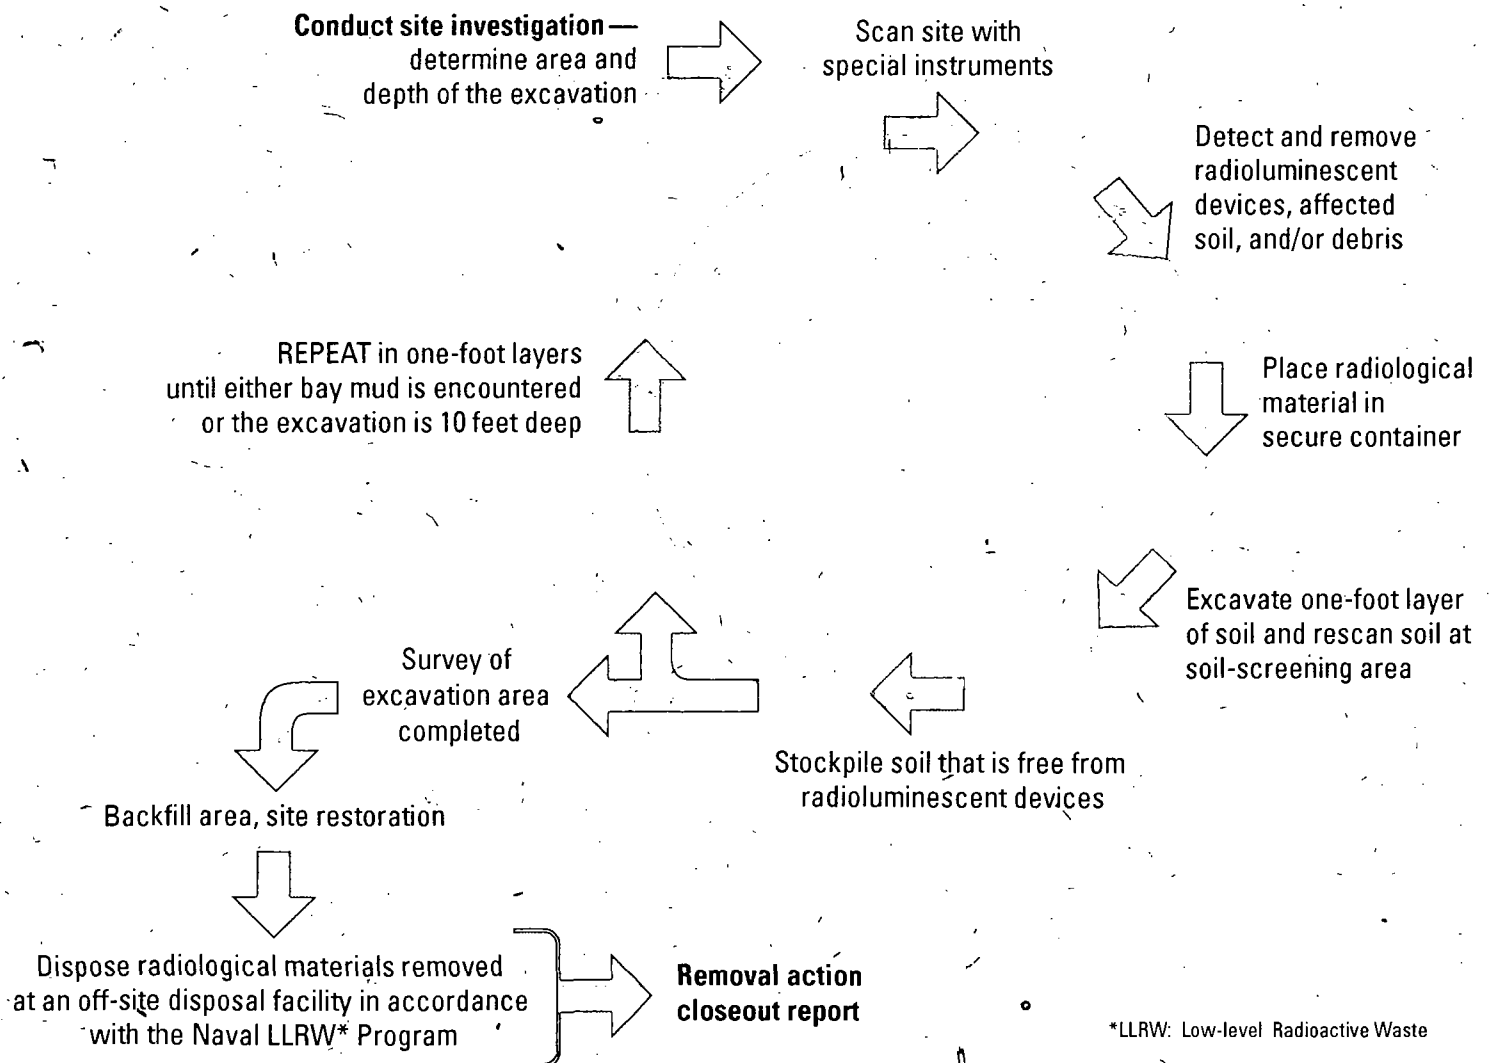 Conduct site investigation —
determine area and
depth of the excavation
Scan site with
special instruments
Detect and remove
radioluminescent
devices, affected
soil, and/or debris
Place radiological
material in
secure container
Excavate one-foot layer
of soil and rescan soil at
soil-screening area
Stockpile soil that is free from
radioluminescent devices
REPEAT in one-foot layers
until either bay mud is encountered
or the excavation is 10 feet deep
Survey of
excavation area
completed
Backfill area, site restoration
Dispose radiological materials removed
at an off-site disposal facility in accordance
with the Naval LLRW* Program
Removal action
closeout report
*LLRW: Low-level Radioactive Waste